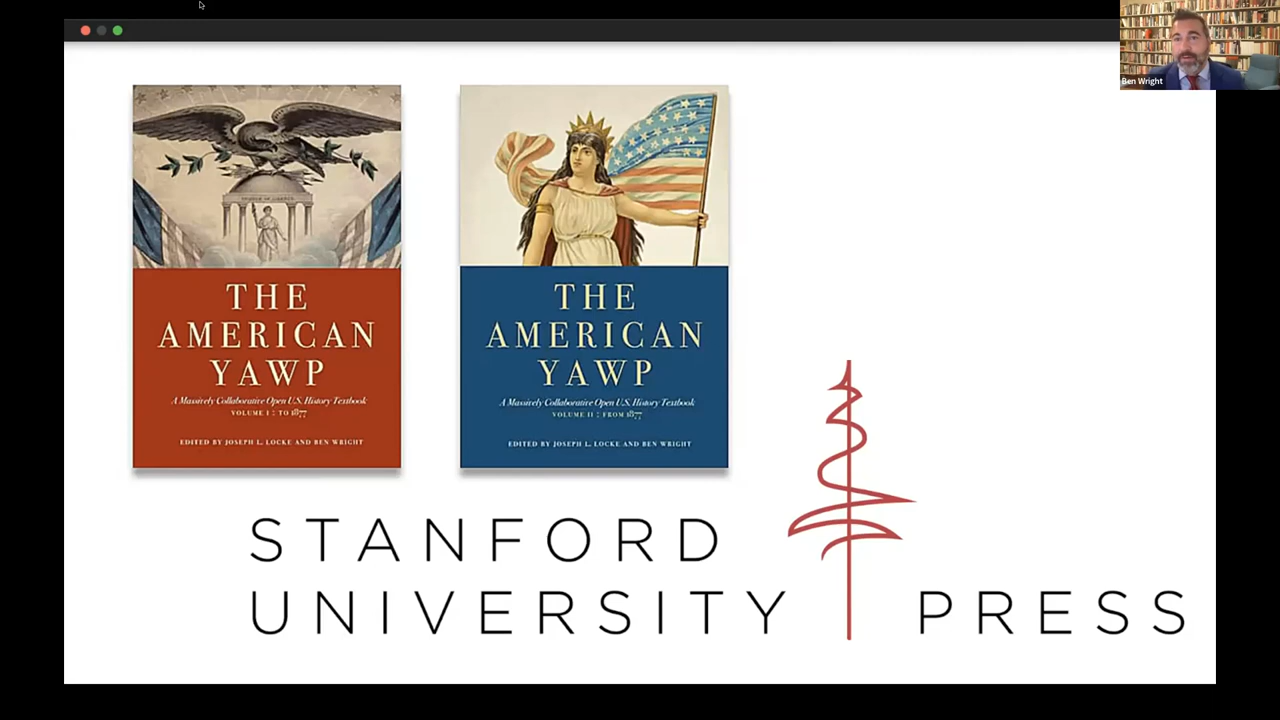 Ben Wright
THE
AMERICAN
YAWP
A Massively Collaborative Open U.S. History Textbook
VOLUME I : TO 1877
EDITED BY JOSEPH L. LOCKE AND BEN WRIGHT
THE
AMERICAN
YAWP
A Massively Collaborative Open U.S. History Textbook
VOLUME II : FROM 1877
EDITED BY JOSEPH L. LOCKE AND BEN WRIGHT
STANFORD
UNIVERSITY PRESS